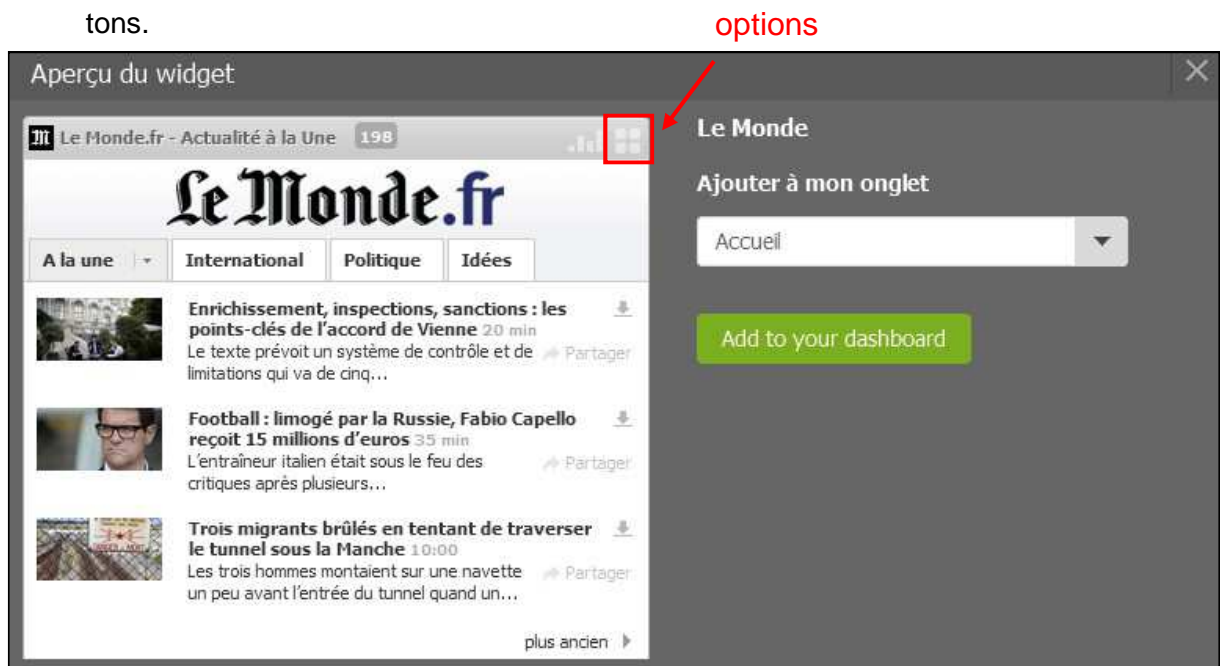 tons.
options
Aperçu du widget
Le Monde.fr - Actualité à la Une 198
Le Monde.fr
A la une
International
Politique
Idées
Enrichissement, inspections, sanctions : les
points-clés de l'accord de Vienne 20 min
Le texte prévoit un système de contrôle et de
Partager
limitations qui va de cinq...
Football : limogé par la Russie, Fabio Capello
reçoit 15 millions d'euros 35 min
L'entraîneur italien était sous le feu des
Partager
critiques après plusieurs...
Trois migrants brûlés en tentant de traverser
le tunnel sous la Manche 10:00
Les trois hommes montaient sur une navette
Partager
un peu avant l'entrée du tunnel quand un...
plus ancien
Le Monde
Ajouter à mon onglet
Accueil
Add to your dashboard